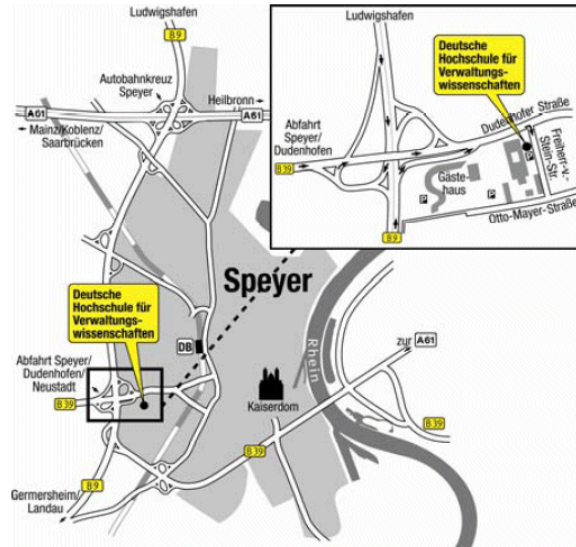 Ludwigshafen
B9
Autobahnkreuz
Speyer
Heilbronn
A61
A61
Mainz/Koblenz/
Saarbrücken
Speyer
Deutsche
Hochschule für
Verwaltungs-
wissenschaften
DB
Abfahrt Speyer/
Dudenhofen/
Neustadt
B39
Kaiserdom
Rhein
zur A61
B39
B39
B9
Germersheim/
Landau
Ludwigshafen
Deutsche
Hochschule für
Verwaltungs-
wissenschaften
Abfahrt
Speyer/
Dudenhofen
B39
Dudenhofer Straße
Freiherr-v.-
Stein-Str.
Gäste-
haus
P
P
P
Otto-Mayer-Straße
B9